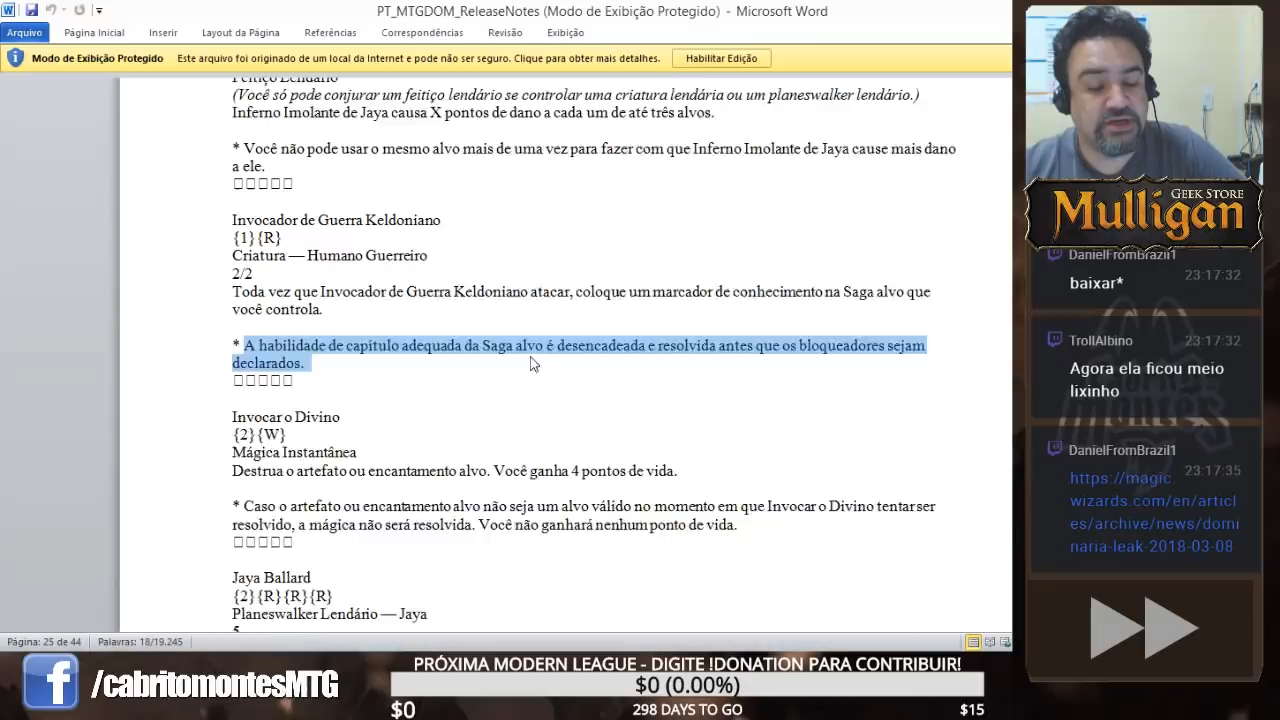 PT_MTGDOM_ReleaseNotes (Modo de Exibição Protegido) - Microsoft Word
Arquivo Página Inicial Inserir Layout da Página Referências Correspondências Revisão Exibição
Modo de Exibição Protegido Este arquivo foi originado de um local da Internet e pode não ser seguro. Clique para obter mais detalhes. Habilitar Edição
Feitiço Lendário
(Você só pode conjurar um feitiço lendário se controlar uma criatura lendária ou um planeswalker lendário.)
Inferno Imolante de Jaya causa X pontos de dano a cada um de até três alvos.
* Você não pode usar o mesmo alvo mais de uma vez para fazer com que Inferno Imolante de Jaya cause mais dano
a ele.
Invocador de Guerra Keldoniano
{1}{R}
Criatura — Humano Guerreiro
2/2
Toda vez que Invocador de Guerra Keldoniano atacar, coloque um marcador de conhecimento na Saga alvo que
você controla.
* A habilidade de capítulo adequada da Saga alvo é desencadeada e resolvida antes que os bloqueadores sejam
declarados.
Invocar o Divino
{2}{W}
Mágica Instantânea
Destrua o artefato ou encantamento alvo. Você ganha 4 pontos de vida.
* Caso o artefato ou encantamento alvo não seja um alvo válido no momento em que Invocar o Divino tentar ser
resolvido, a mágica não será resolvida. Você não ganhará nenhum ponto de vida.
Jaya Ballard
{2}{R}{R}{R}
Planeswalker Lendário — Jaya
5
Página: 25 de 44 Palavras: 18/19.245
GEEK STORE
Mulligan
DanielFromBrazil1
23:17:32
baixar*
TrollAlbino 23:17:32
Agora ela ficou meio
lixinho
DanielFromBrazil1
23:17:35
https://magic.
wizards.com/en/articl
es/archive/news/domi
naria-leak-2018-03-08
/cabritomontesMTG
PRÓXIMA MODERN LEAGUE - DIGITE !DONATION PARA CONTRIBUIR!
$0 (0.00%)
$0 298 DAYS TO GO $15